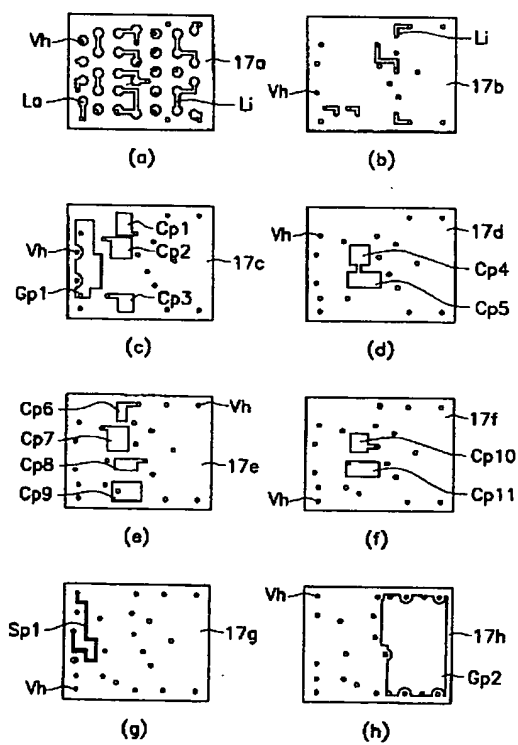 Vh
17a
La
Li
(a)
Li
Vh
17b
(b)
Cp1
Cp2
Vh
17c
Gp1
Cp3
(c)
Vh
17d
Cp4
Cp5
(d)
Cp6
Vh
Cp7
Cp8
17e
Cp9
(e)
17f
Cp10
Cp11
Vh
(f)
Sp1
17g
Vh
(g)
Vh
17h
Gp2
(h)